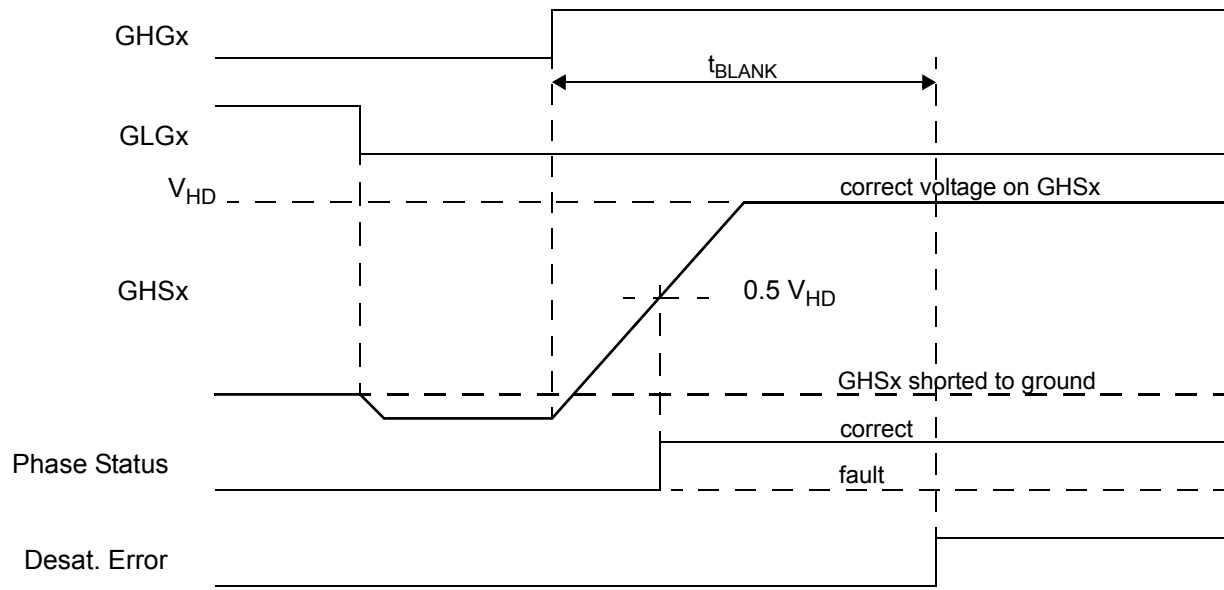 GHGx
tBLANK
GLGx
VHD
correct voltage on GHSx
GHSx
0.5 VHD
GHSx shorted to ground
correct
Phase Status
fault
Desat. Error